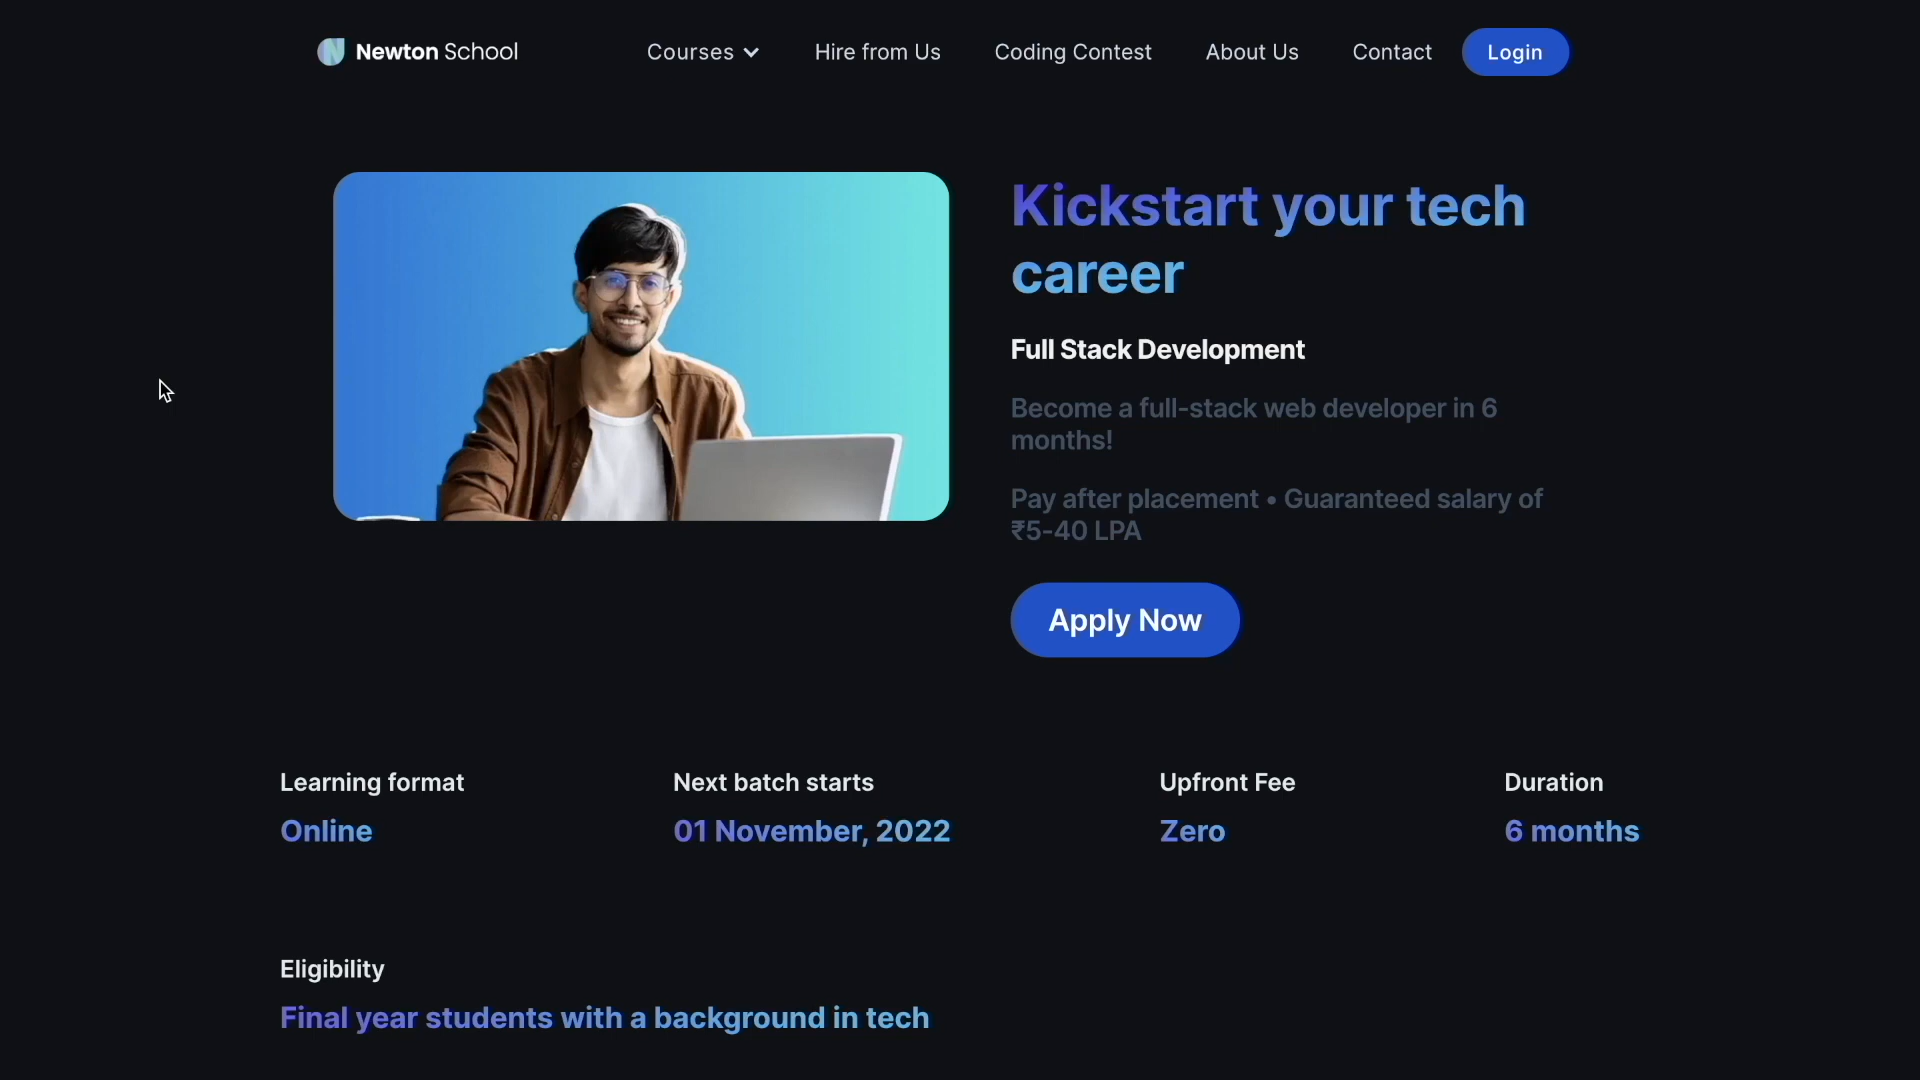 Newton School
Courses
Hire from Us
Coding Contest
About Us
Contact
Login
Kickstart your tech
career
Full Stack Development
Become a full-stack web developer in 6
months!
Pay after placement • Guaranteed salary of
₹5-40 LPA
Apply Now
Learning format
Online
Next batch starts
01 November, 2022
Upfront Fee
Zero
Duration
6 months
Eligibility
Final year students with a background in tech